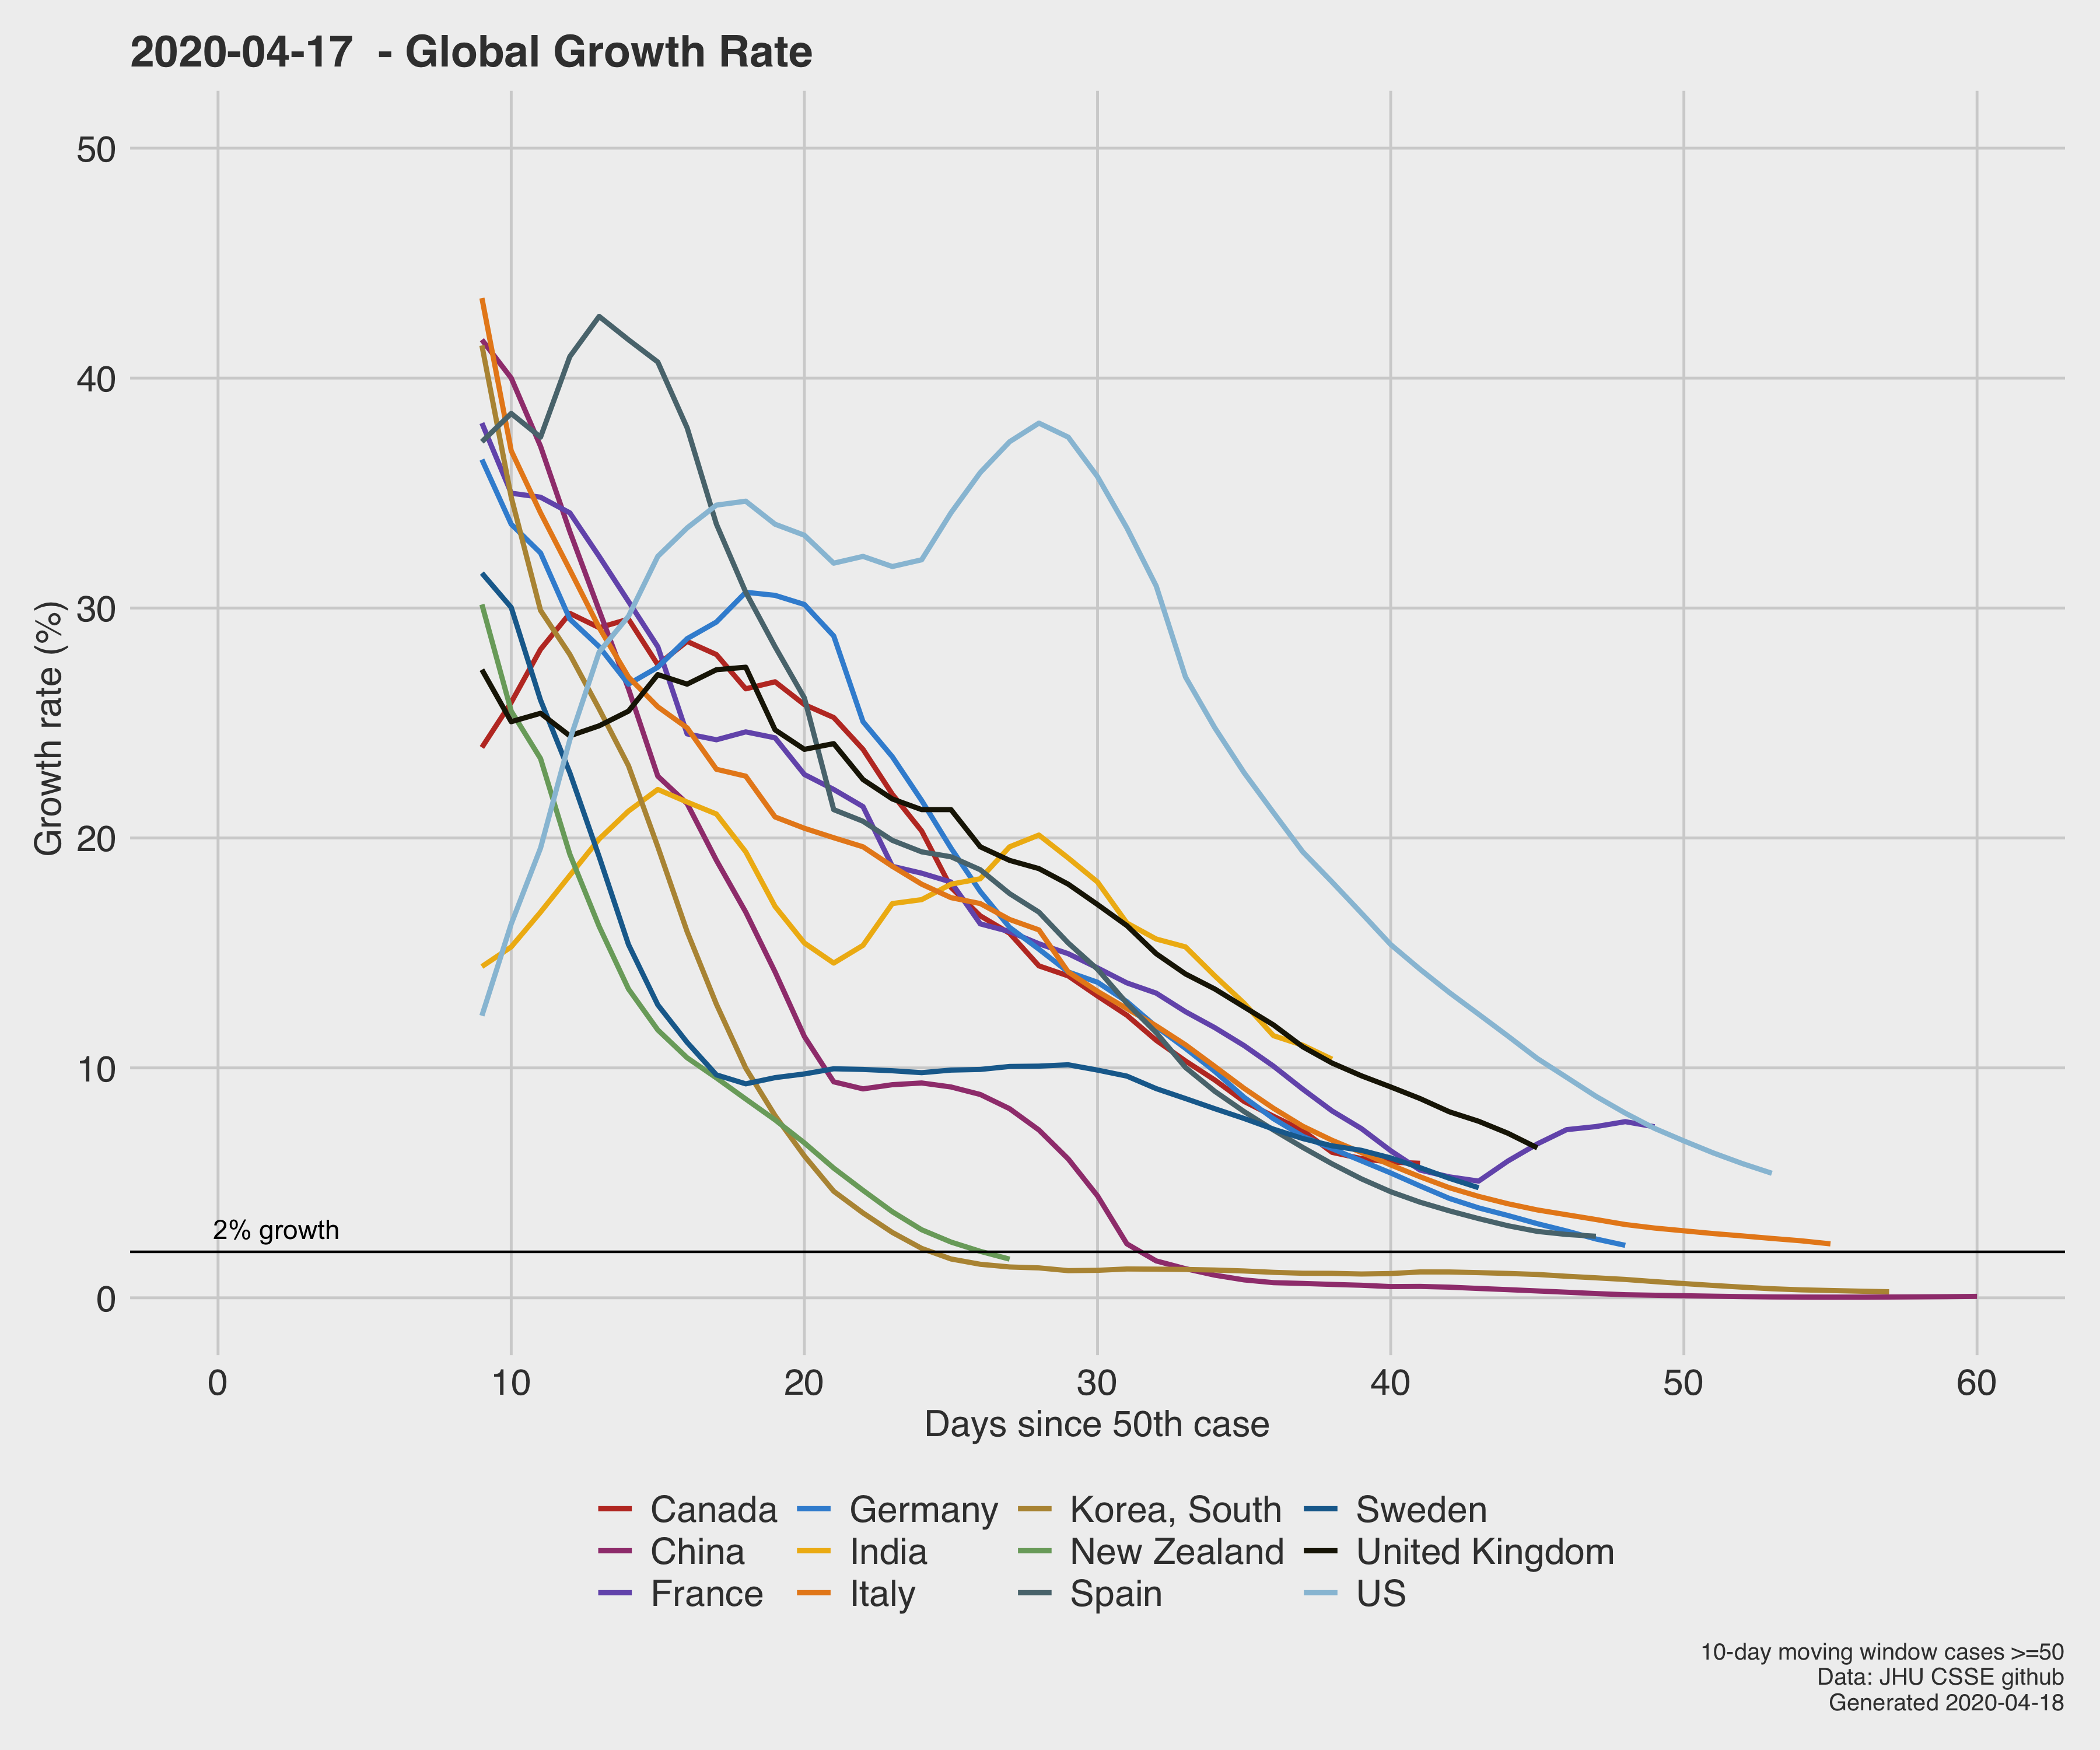 2020-04-17 - Global Growth Rate
Growth rate (%)
50
40
30
20
10
0
2% growth
0 10 20 30 40 50 60
Days since 50th case
Canada Germany Korea, South Sweden
China India New Zealand United Kingdom
France Italy Spain US
10-day moving window cases >=50
Data: JHU CSSE github
Generated 2020-04-18